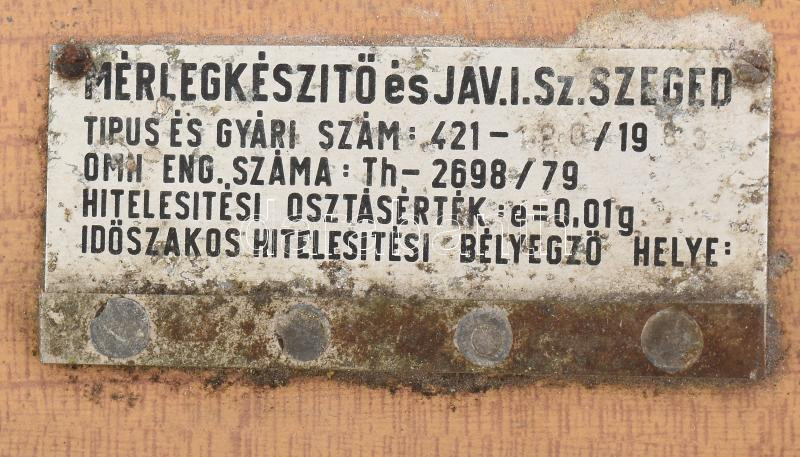 MÉRLEGKÉSZITŐ és JAV.I.Sz.SZEGED
TIPUS ÉS GYÁRI SZÁM: 421- /19
OMH ENG. SZÁMA: Th-2698/79
HITELESITÉSI OSZTÁSÉRTÉK: e=0,01g
IDŐSZAKOS HITELESITÉSI BÉLYEGZŐ HELYE: